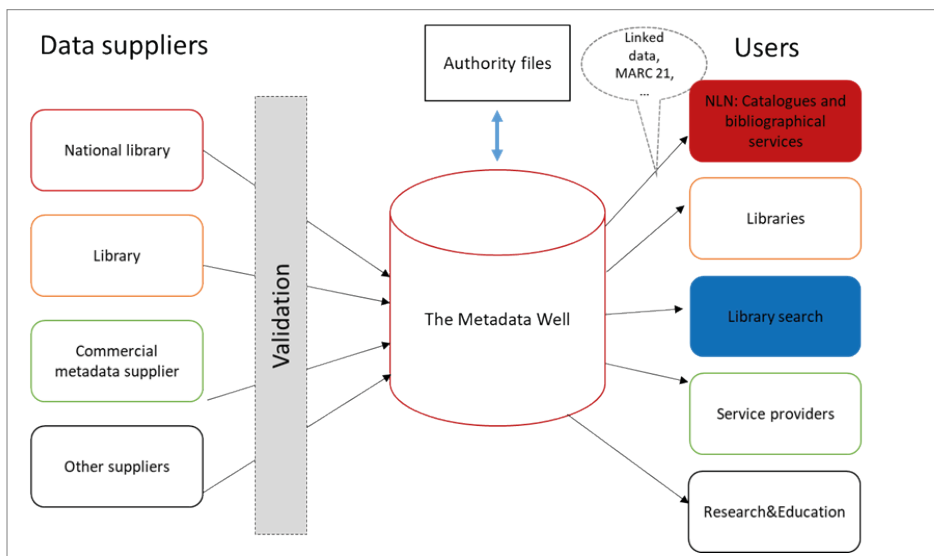 Data suppliers
National library
Library
Commercial
metadata supplier
Other suppliers
Validation
Authority files
The Metadata Well
Linked
data,
MARC 21,
...
Users
NLN: Catalogues and
bibliographical
services
Libraries
Library search
Service providers
Research&Education